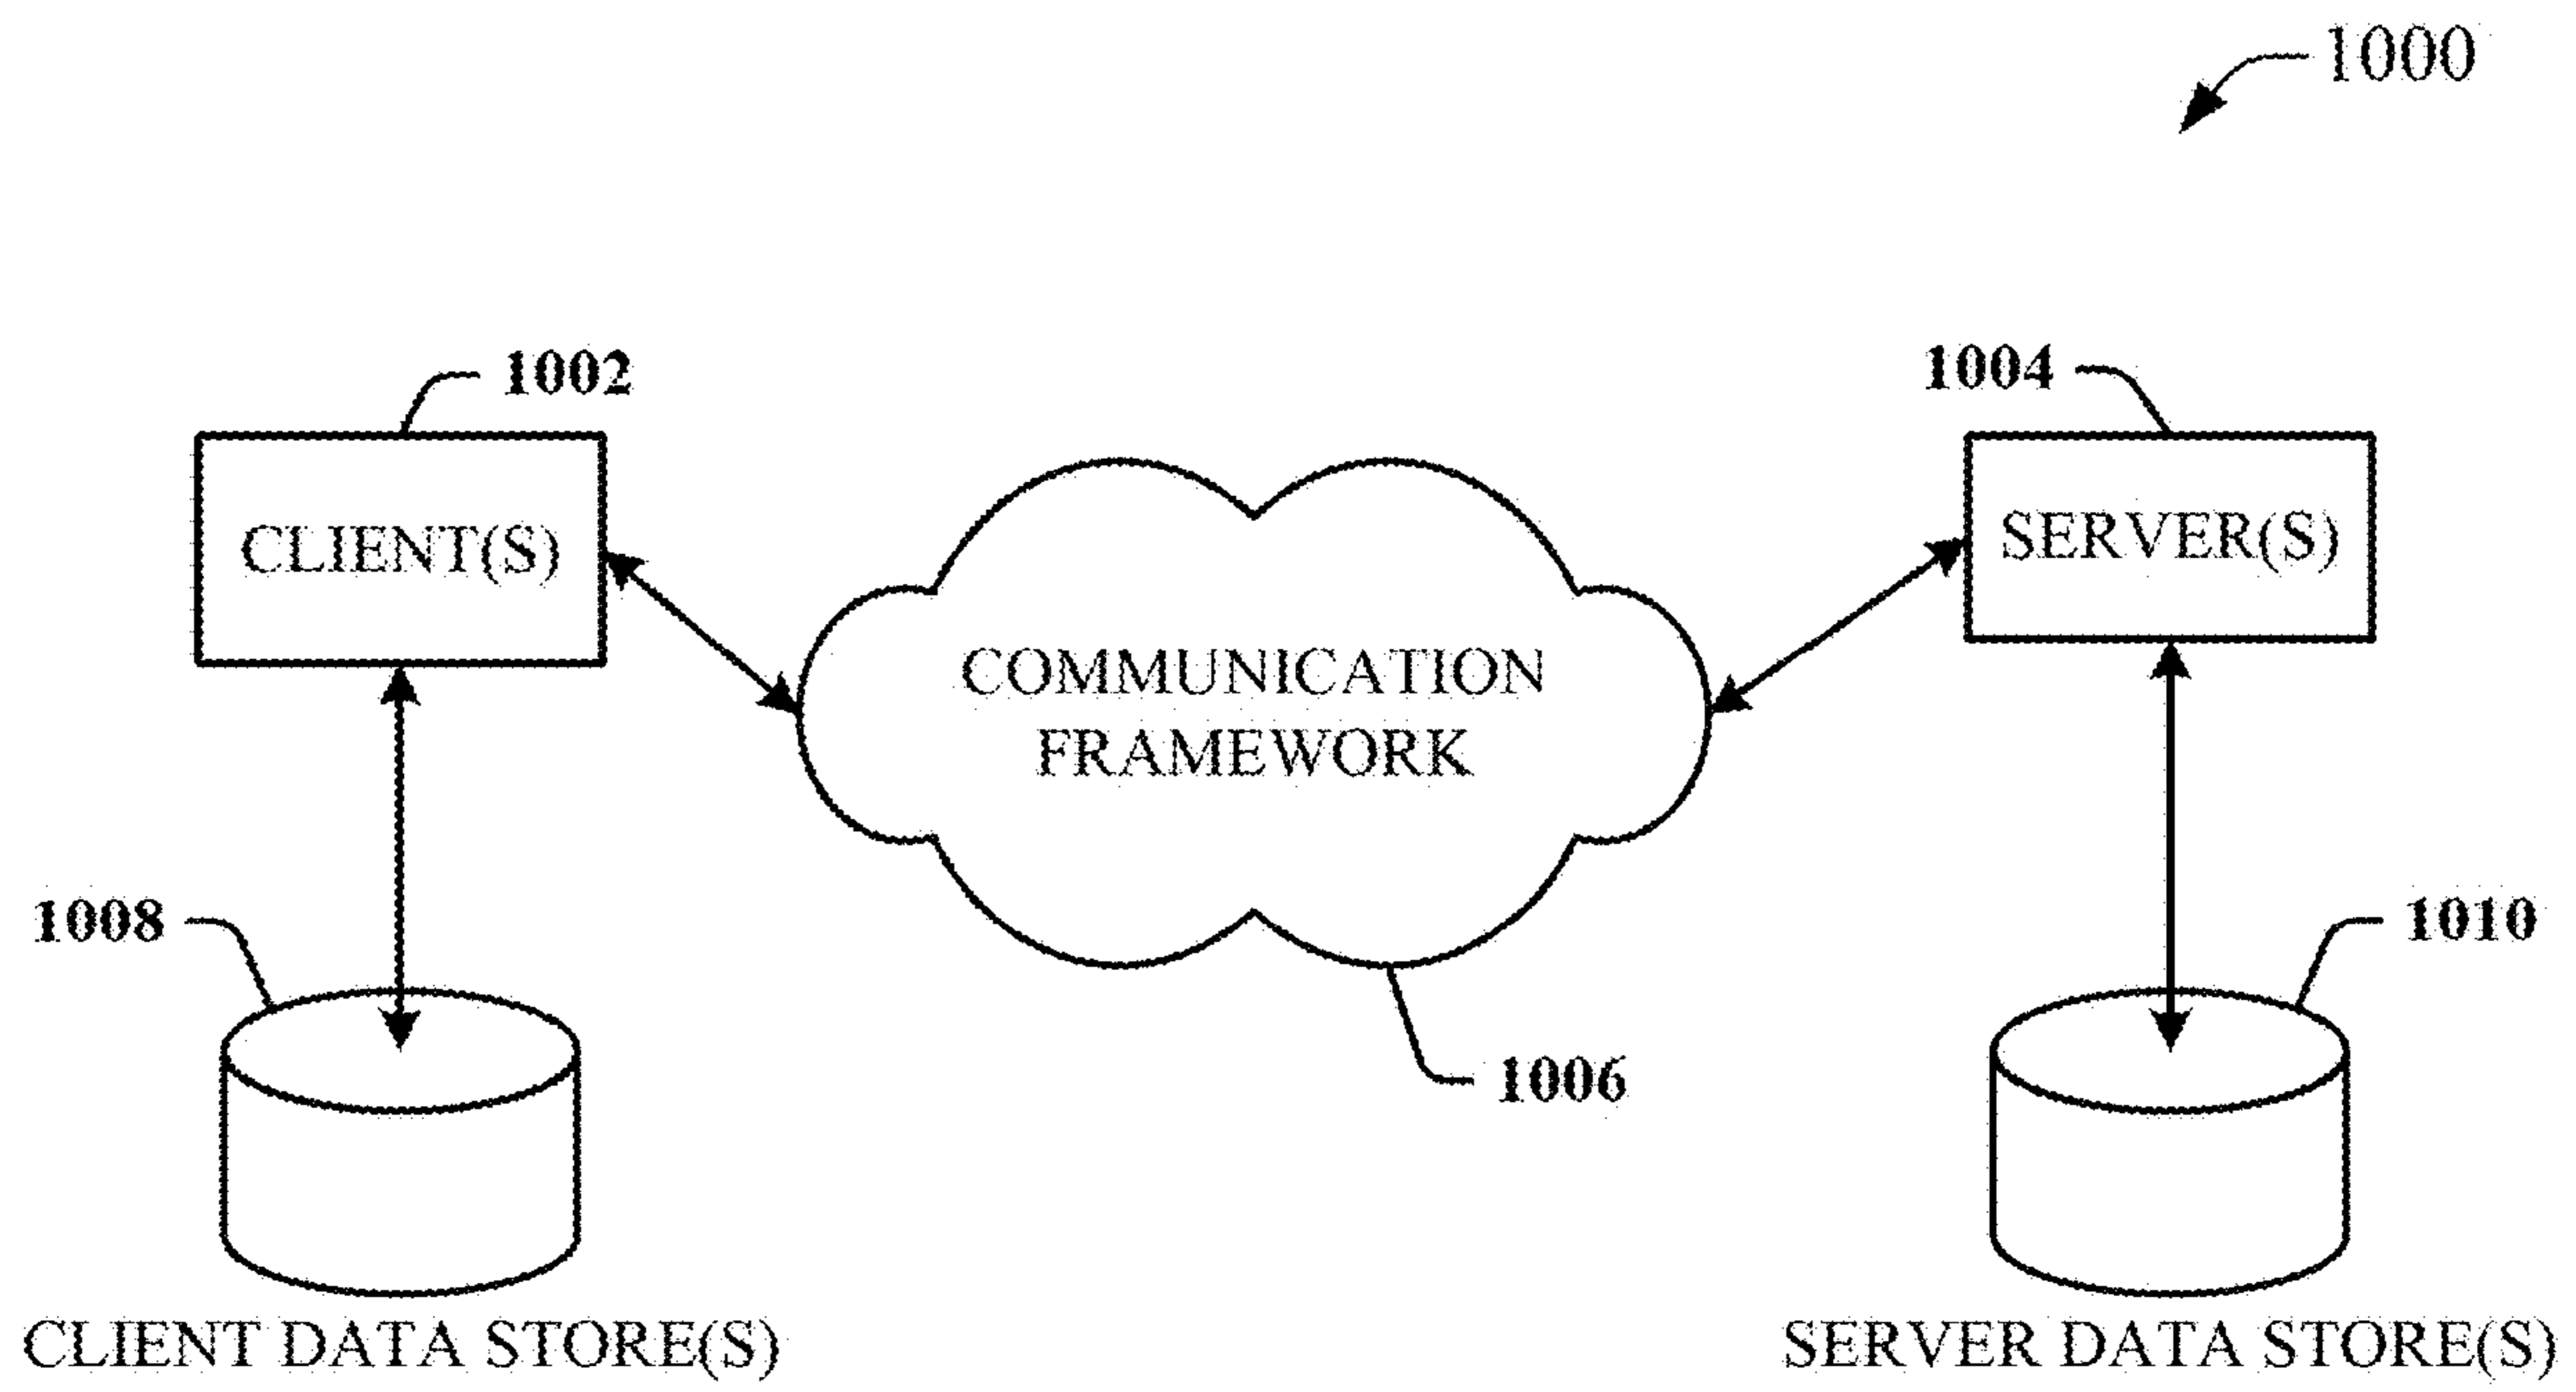 1000
1002
1004
CLIENT(S)
SERVER(S)
COMMUNICATION
FRAMEWORK
1008
1010
1006
CLIENT DATA STORE(S)
SERVER DATA STORE(S)